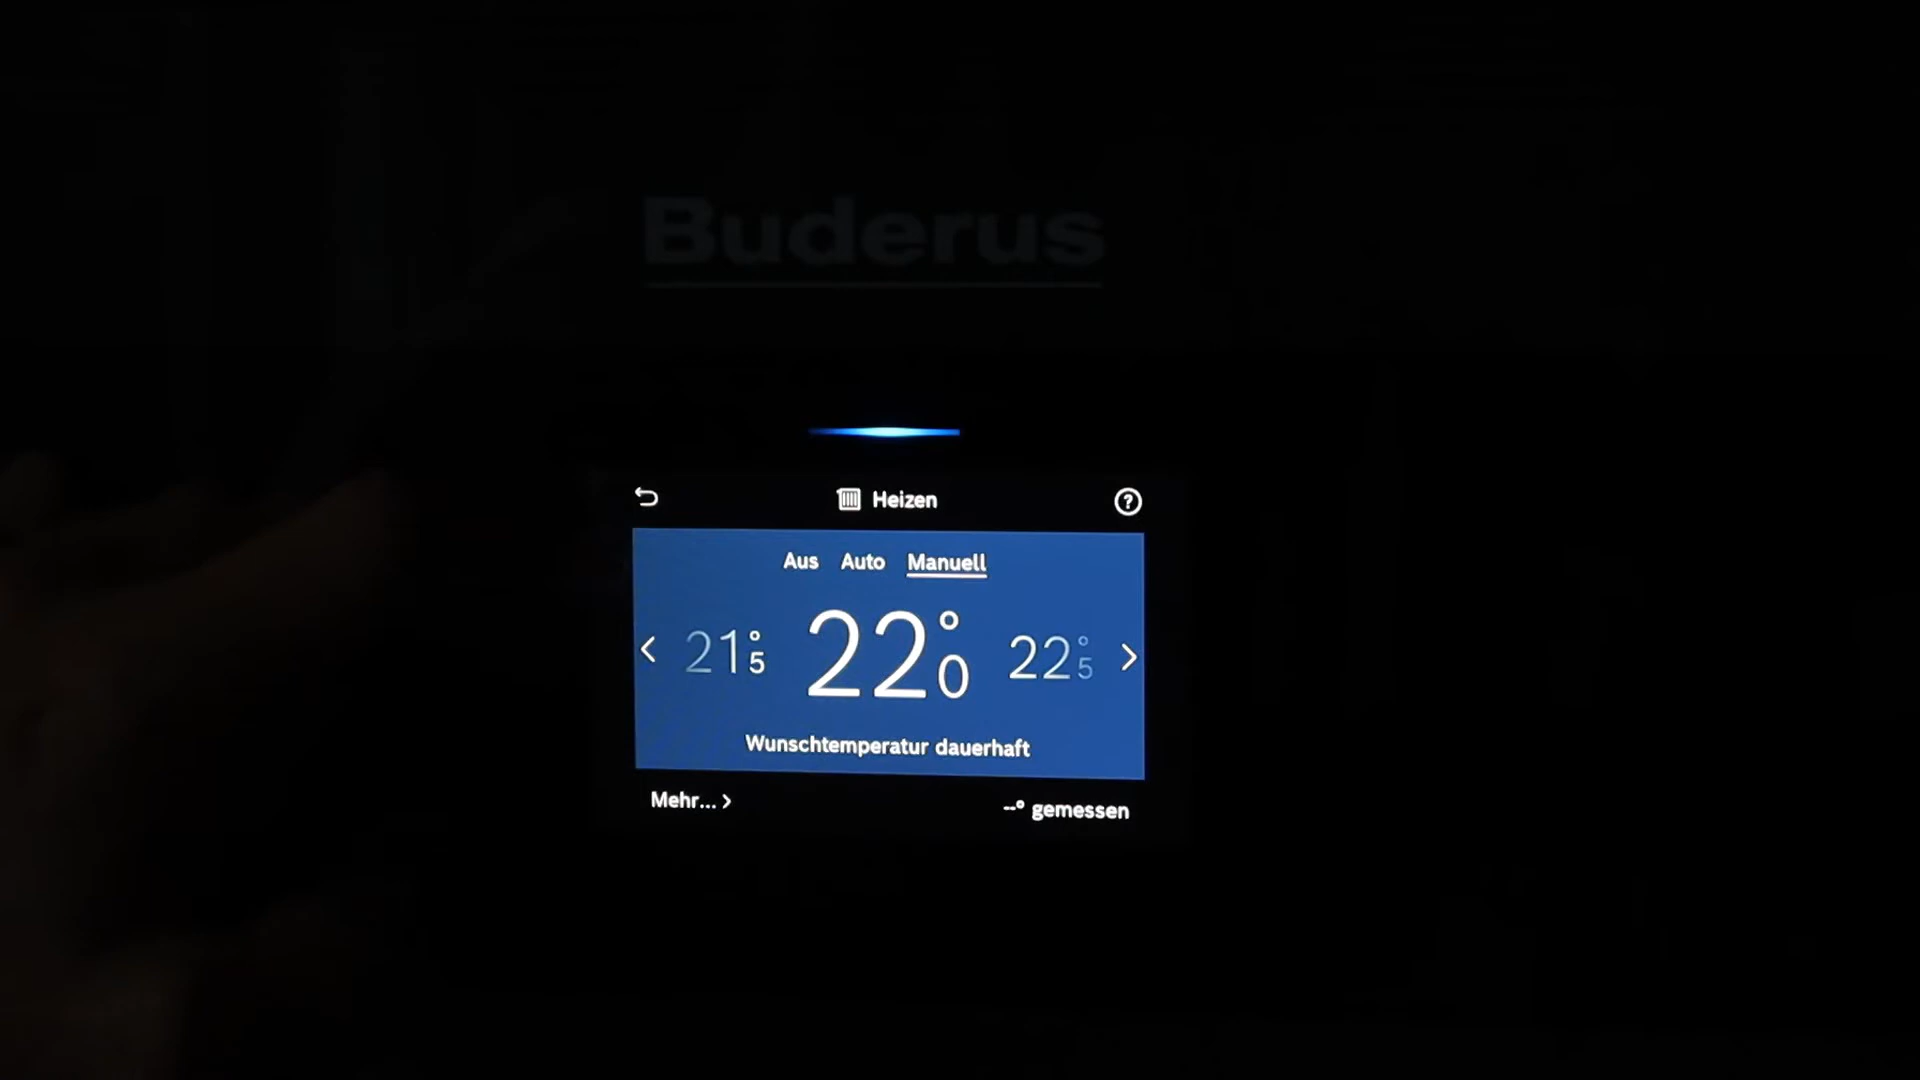 Buderus
Heizen ?
Aus Auto Manuell
< 21°5 22°0 22°5 >
Wunschtemperatur dauerhaft
Mehr... > --° gemessen